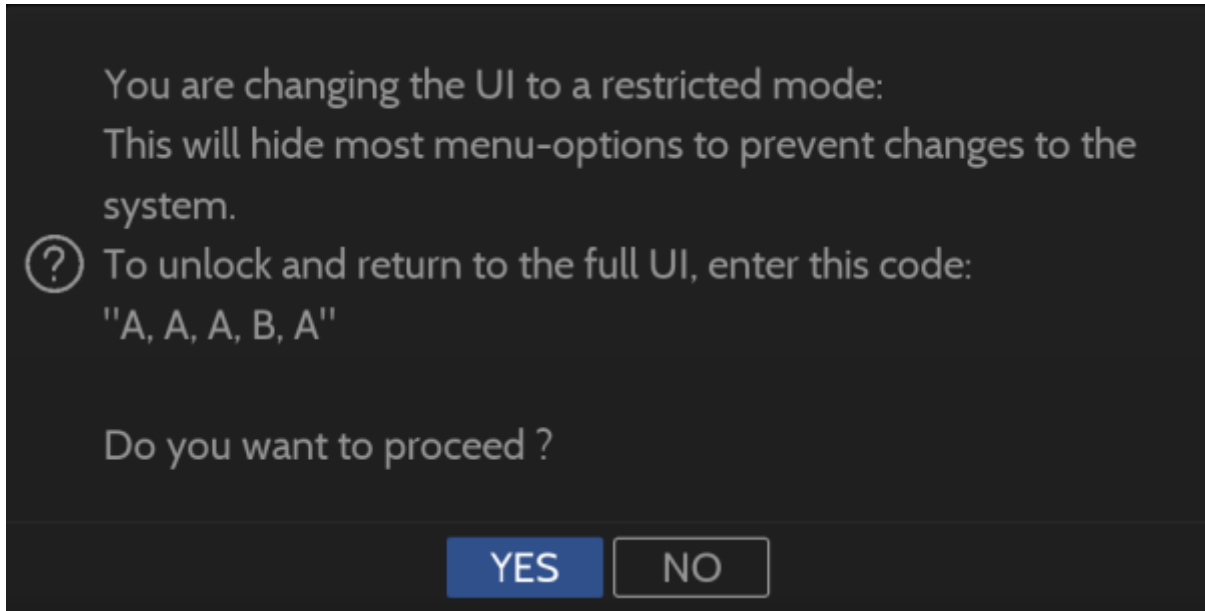 You are changing the UI to a restricted mode:
This will hide most menu-options to prevent changes to the
system.
? To unlock and return to the full UI, enter this code:
"A, A, A, B, A"
Do you want to proceed ?
YES NO